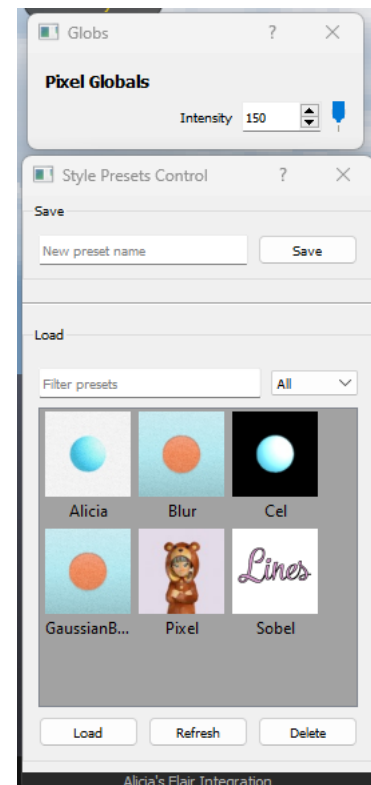 Globs ?
Pixel Globals
Intensity 150
Style Presets Control ?
Save
New preset name Save
Load
Filter presets All
Lines
Alicia Blur Cel
GaussianB... Pixel Sobel
Load Refresh Delete
Alicia's Flair Integration